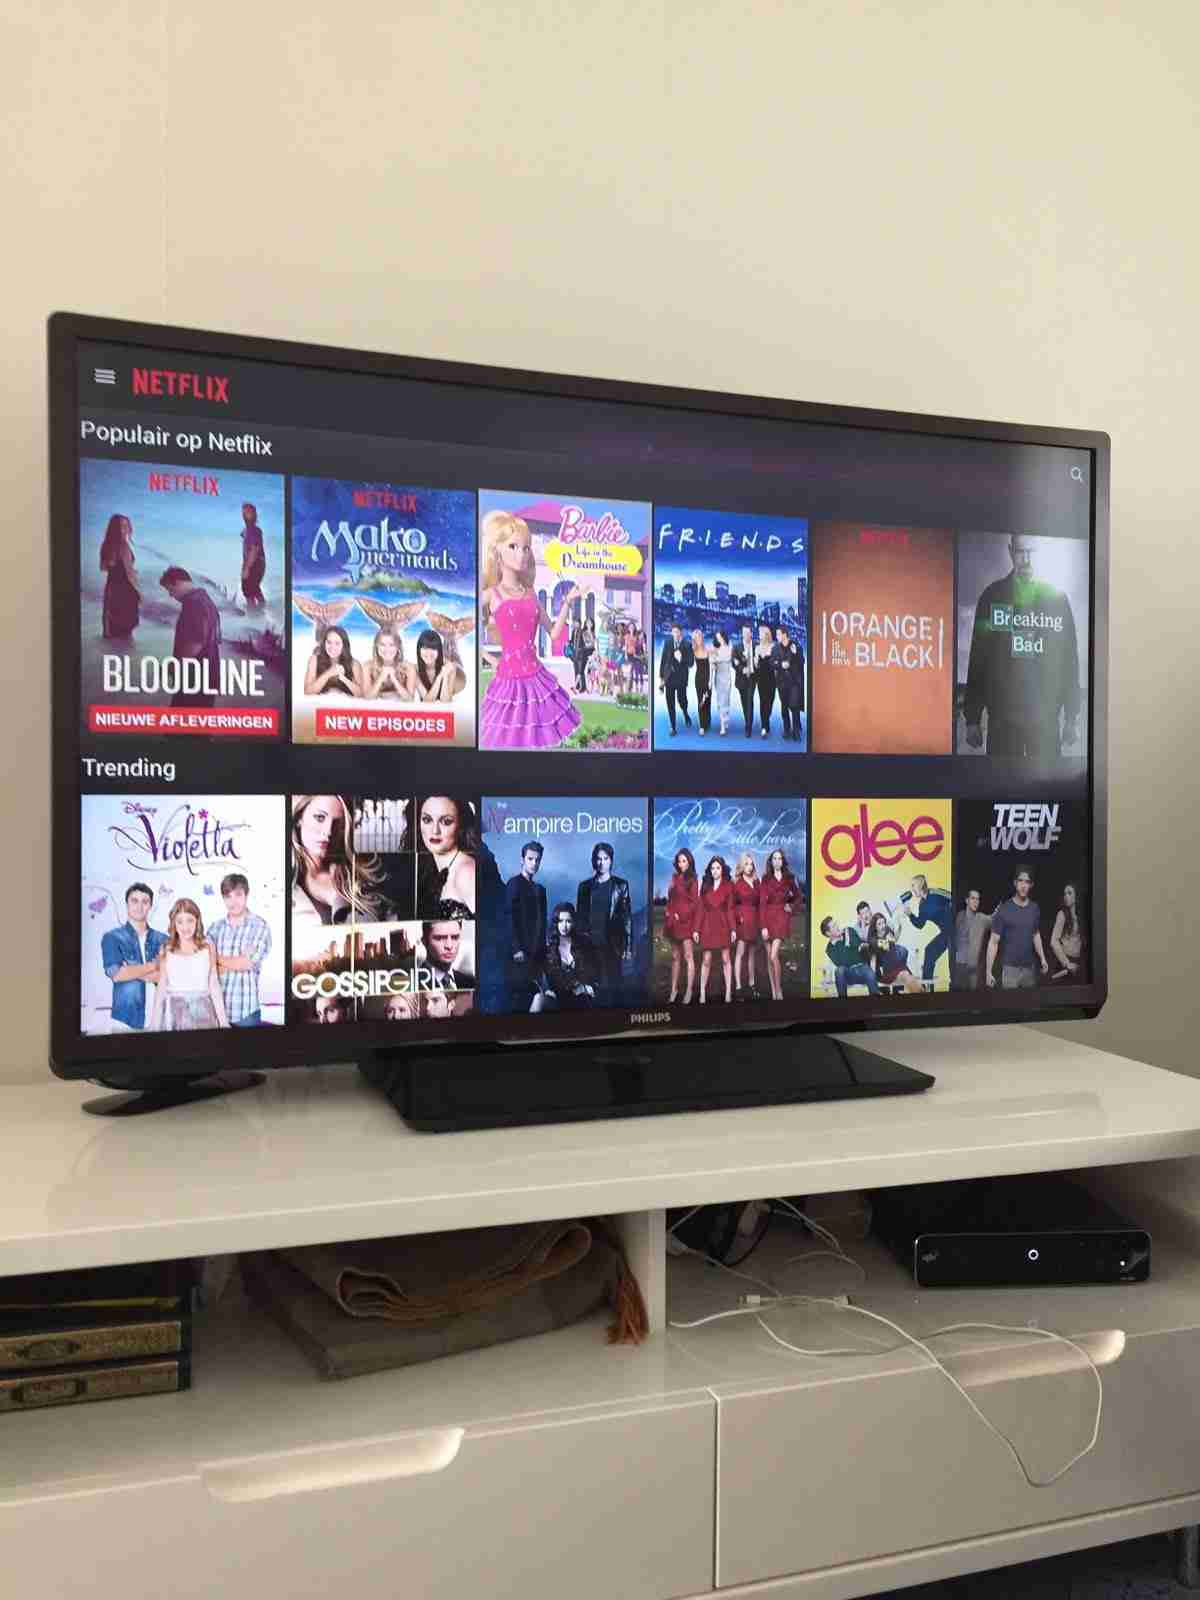 NETFLIX
Populair op Netflix
NETFLIX
BLOODLINE
NIEUWE AFLEVERINGEN
NETFLIX
Mako
mermaids
NEW EPISODES
Barbie
Life in the
Dreamhouse
F·R·I·E·N·D·S
NETFLIX
ORANGE
is the new
BLACK
Breaking
Bad
Trending
Disney
Violetta
GOSSIPGIRL
the
Vampire Diaries
Pretty Little Liars
glee
TEEN
WOLF
PHILIPS